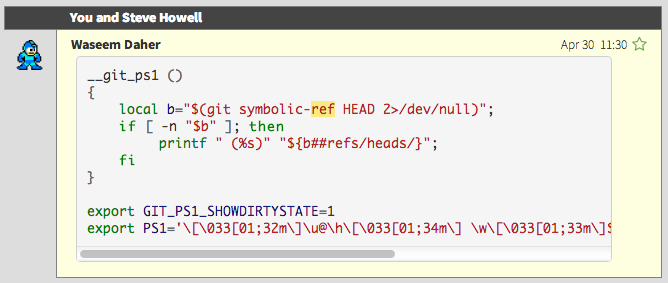 You and Steve Howell
Waseem Daher Apr 30 11:30
__git_ps1 ()
{
    local b="$(git symbolic-ref HEAD 2>/dev/null)";
    if [ -n "$b" ]; then
        printf " (%s)" "${b##refs/heads/}";
    fi
}

export GIT_PS1_SHOWDIRTYSTATE=1
export PS1='\[\033[01;32m\]\u@\h\[\033[01;34m\] \w\[\033[01;33m\]$